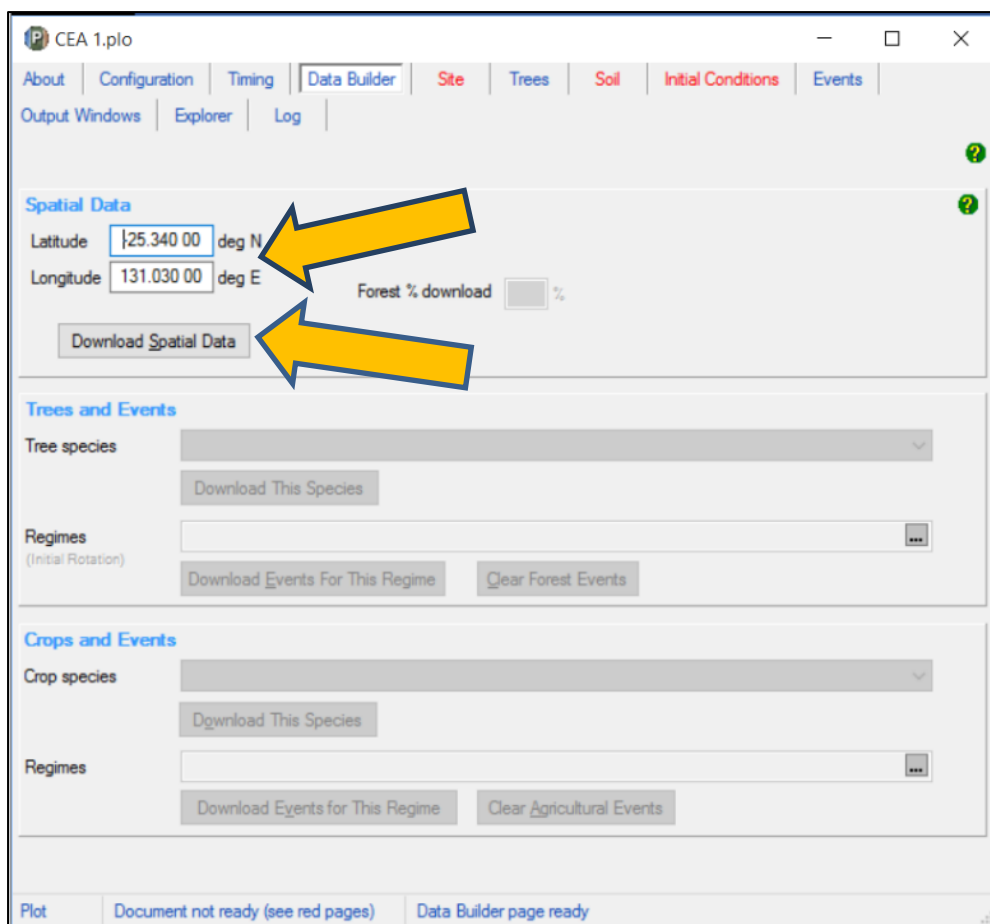 CEA 1.plo
About Configuration Timing Data Builder Site Trees Soil Initial Conditions Events
Output Windows Explorer Log
?
Spatial Data ?
Latitude -25.340 00 deg N
Longitude 131.030 00 deg E
Forest % download %
Download Spatial Data
Trees and Events
Tree species
Download This Species
Regimes ...
(Initial Rotation)
Download Events For This Regime Clear Forest Events
Crops and Events
Crop species
Download This Species
Regimes ...
Download Events for This Regime Clear Agricultural Events
Plot Document not ready (see red pages) Data Builder page ready